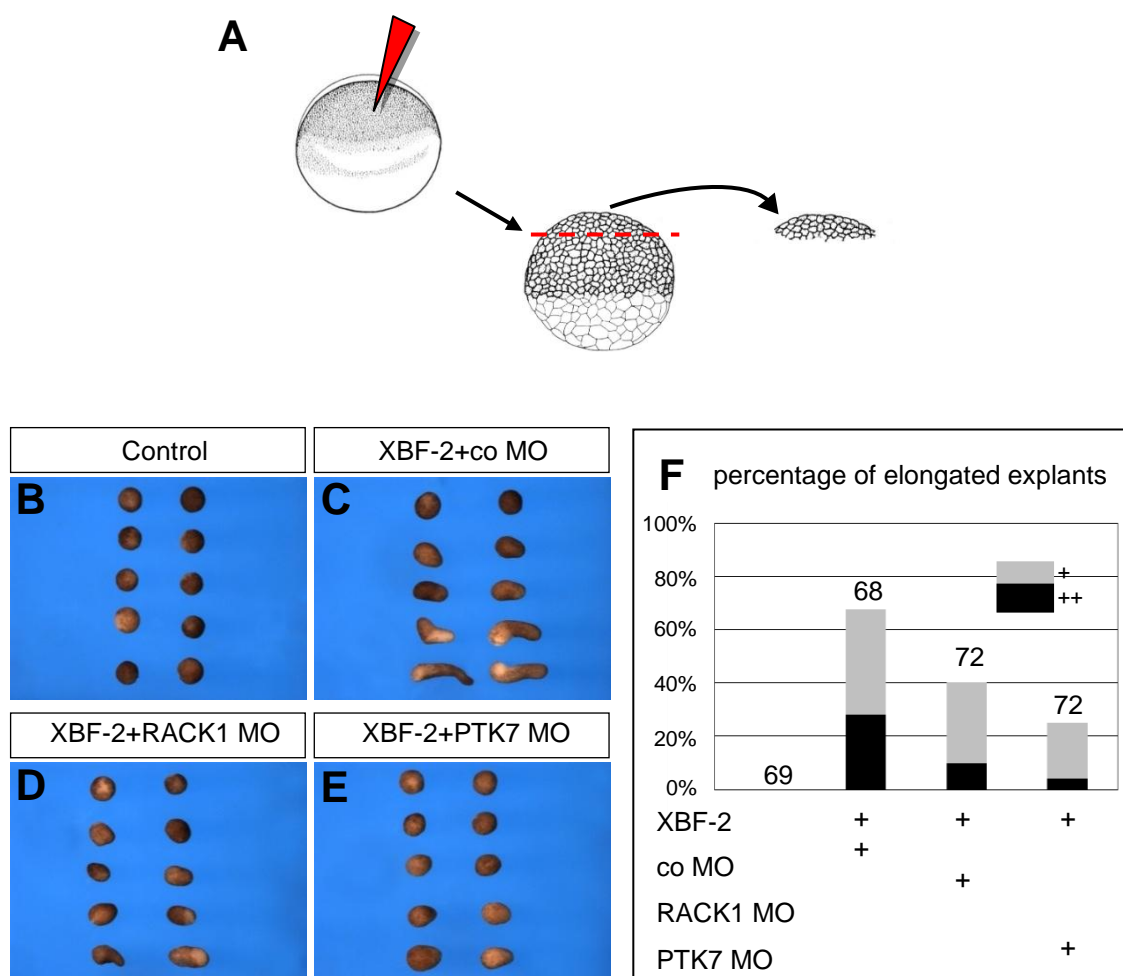 A
Control
XBF-2+co MO
B
C
XBF-2+RACK1 MO
XBF-2+PTK7 MO
D
E
F percentage of elongated explants
100%
80%
60%
40%
20%
0%
+
++
69
68
72
72
XBF-2 + + +
co MO +
RACK1 MO +
PTK7 MO +